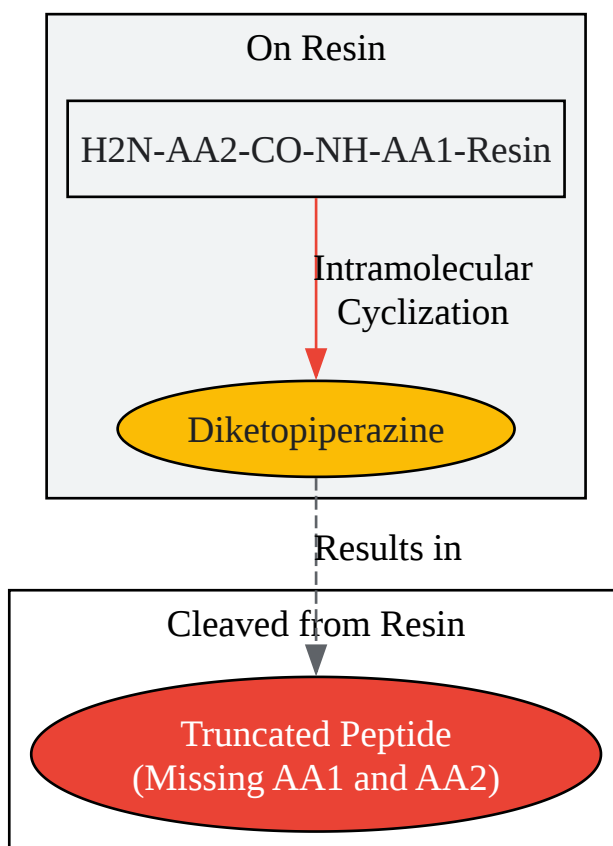 On Resin
H2N-AA2-CO-NH-AA1-Resin
Intramolecular
Cyclization
Diketopiperazine
Results in
Cleaved from Resin
Truncated Peptide
(Missing AA1 and AA2)